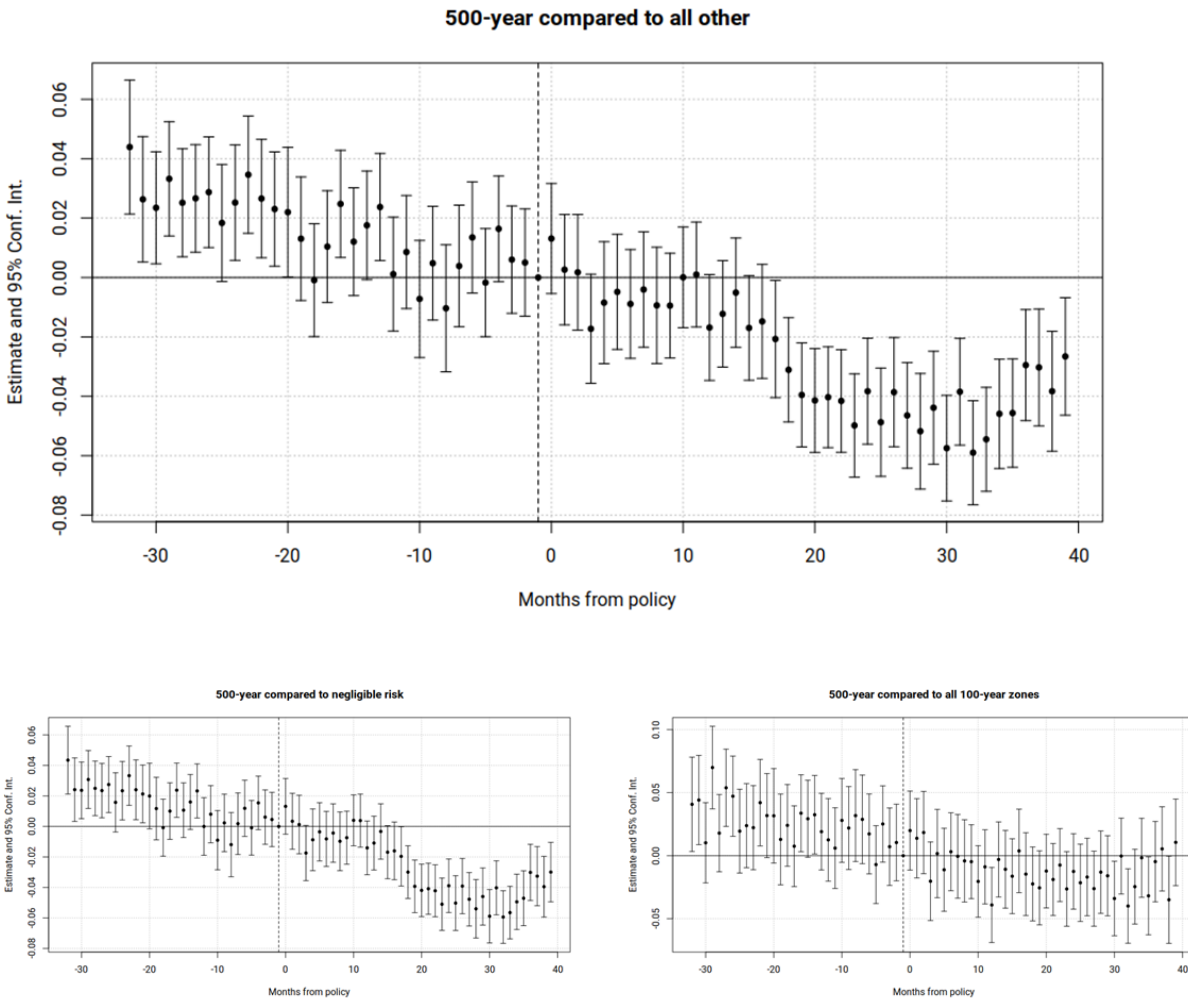 500-year compared to all other
Estimate and 95% Conf. Int.
0.06
0.04
0.02
0.00
-0.02
-0.04
-0.06
-0.08
-30 -20 -10 0 10 20 30 40
Months from policy
500-year compared to negligible risk
Estimate and 95% Conf. Int.
0.06
0.04
0.02
0.00
-0.02
-0.04
-0.06
-0.08
-30 -20 -10 0 10 20 30 40
Months from policy
500-year compared to all 100-year zones
Estimate and 95% Conf. Int.
0.10
0.05
0.00
-0.05
-30 -20 -10 0 10 20 30 40
Months from policy